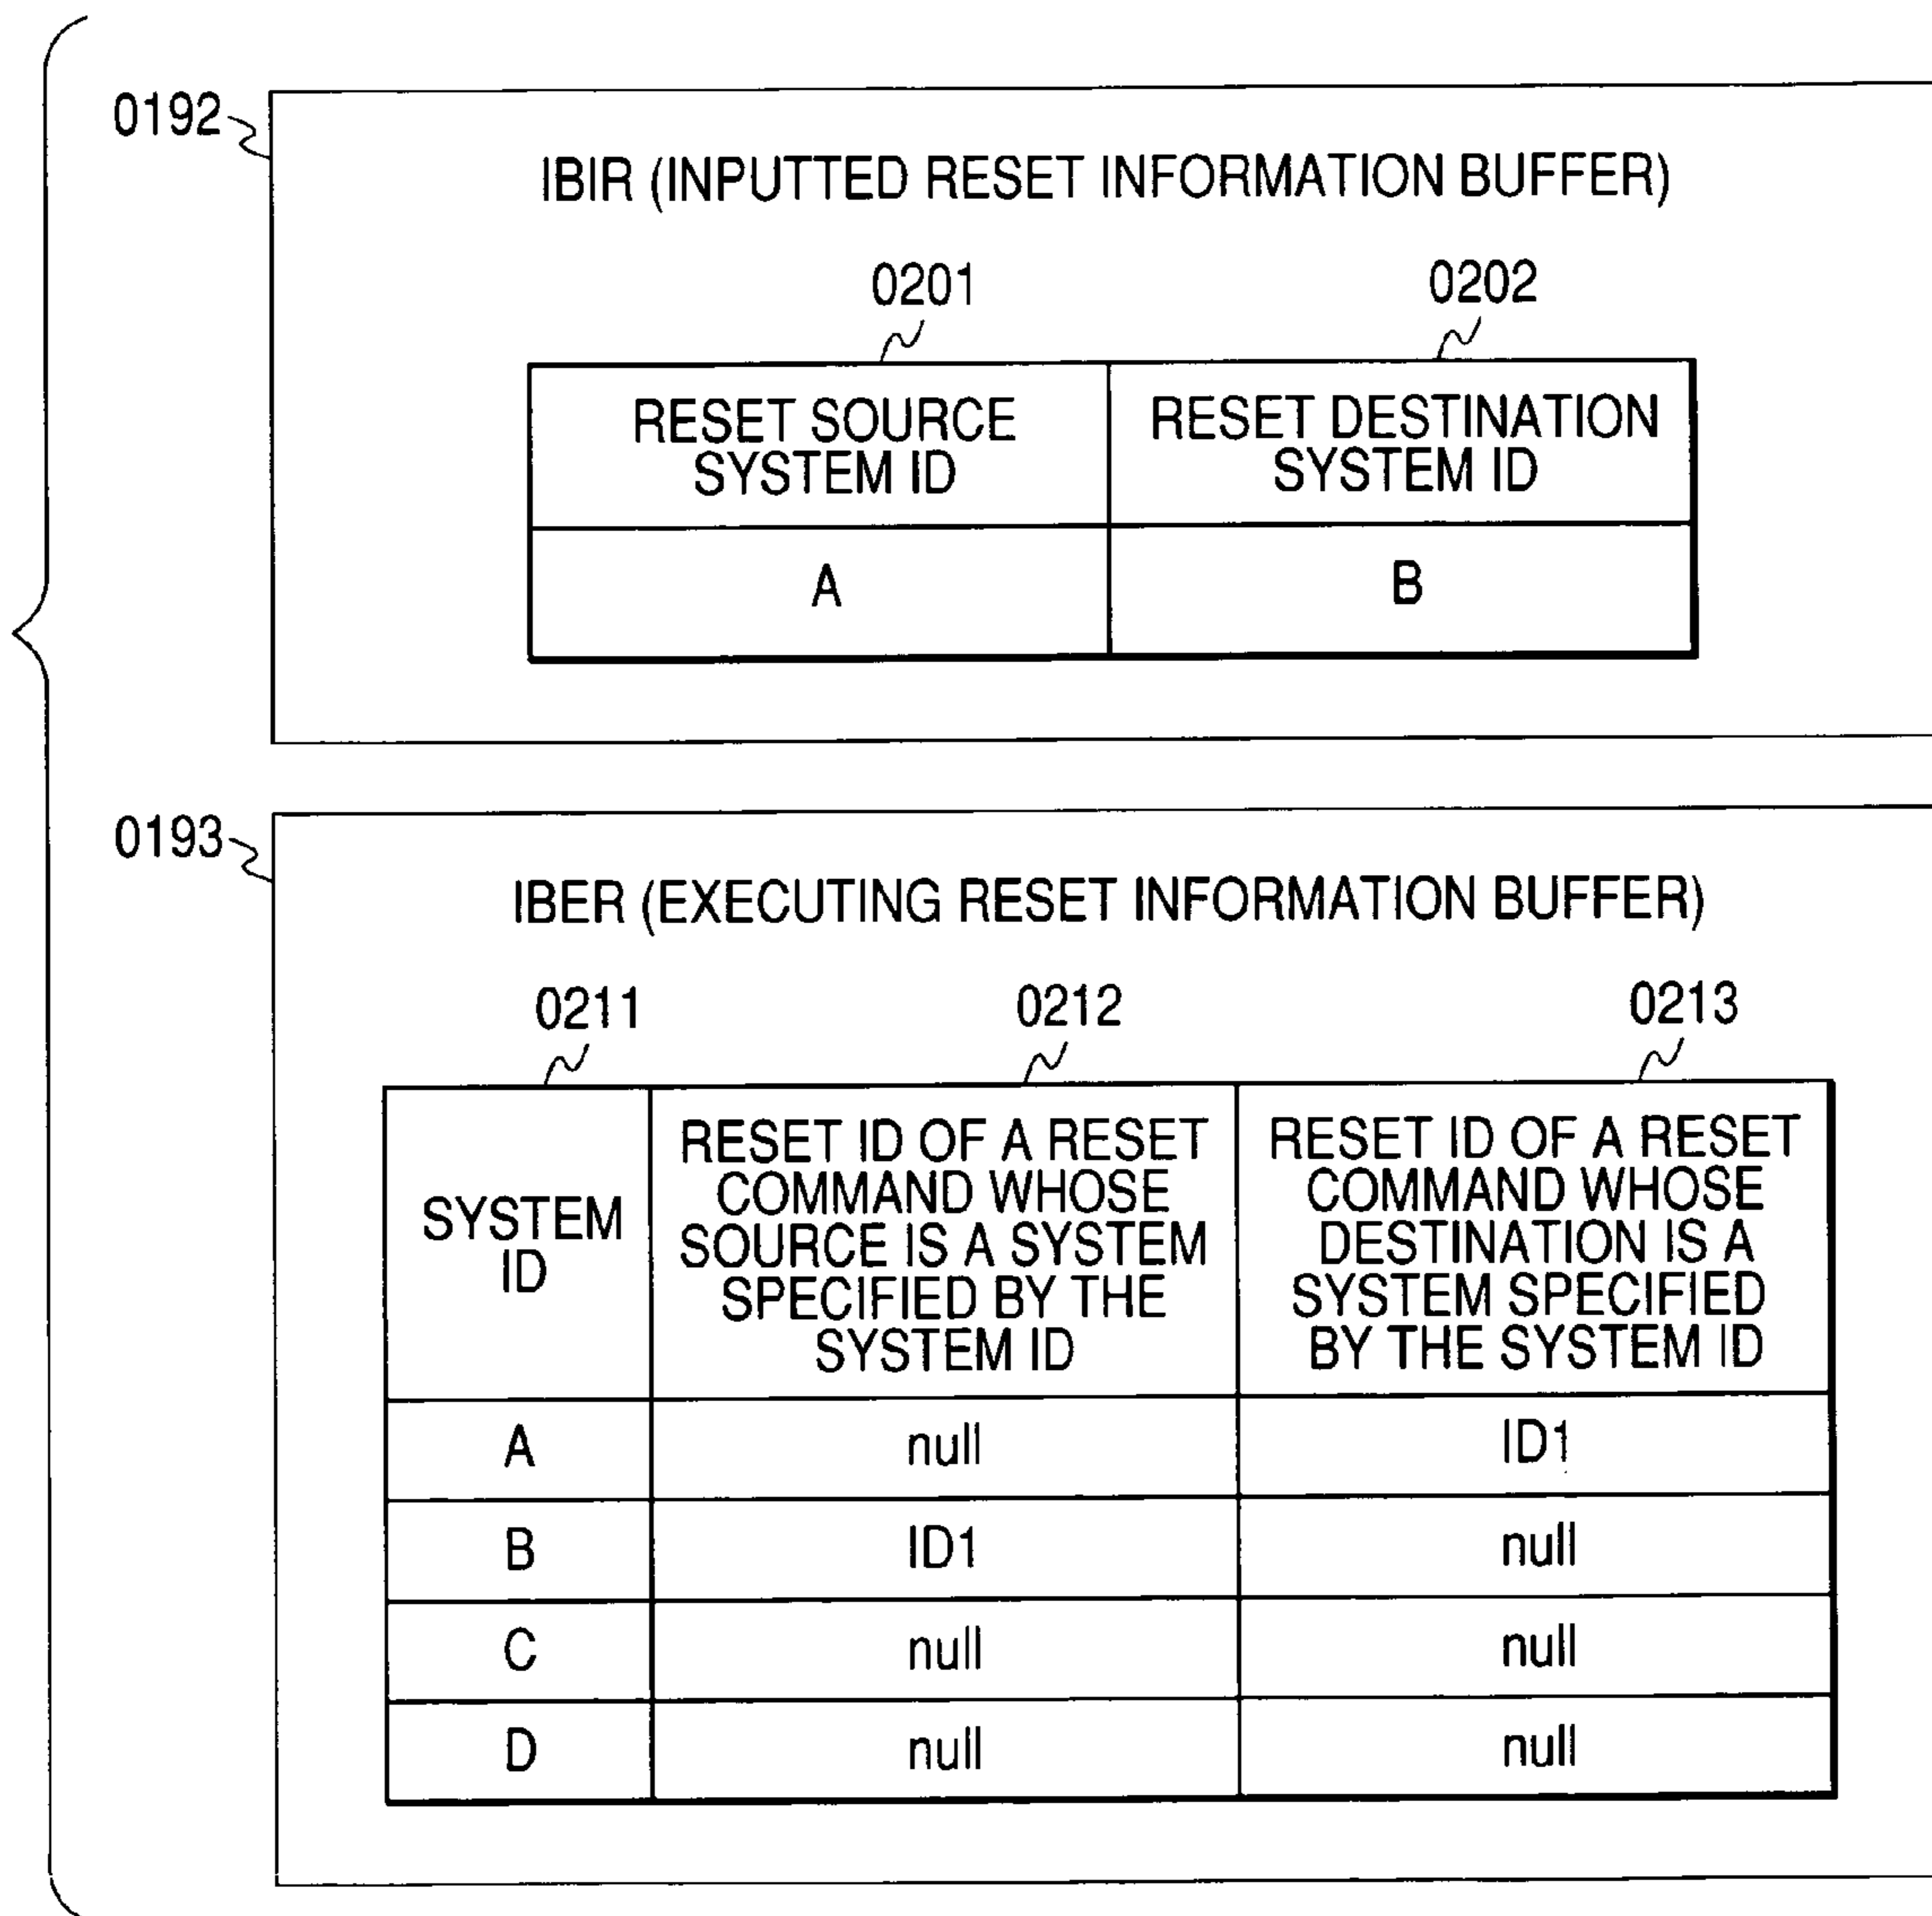 0192
IBIR (INPUTTED RESET INFORMATION BUFFER)
0201
0202
RESET SOURCE
SYSTEM ID
RESET DESTINATION
SYSTEM ID
A
B
0193
IBER (EXECUTING RESET INFORMATION BUFFER)
0211
0212
0213
SYSTEM
ID
RESET ID OF A RESET
COMMAND WHOSE
SOURCE IS A SYSTEM
SPECIFIED BY THE
SYSTEM ID
RESET ID OF A RESET
COMMAND WHOSE
DESTINATION IS A
SYSTEM SPECIFIED
BY THE SYSTEM ID
A
null
ID1
B
ID1
null
C
null
null
D
null
null